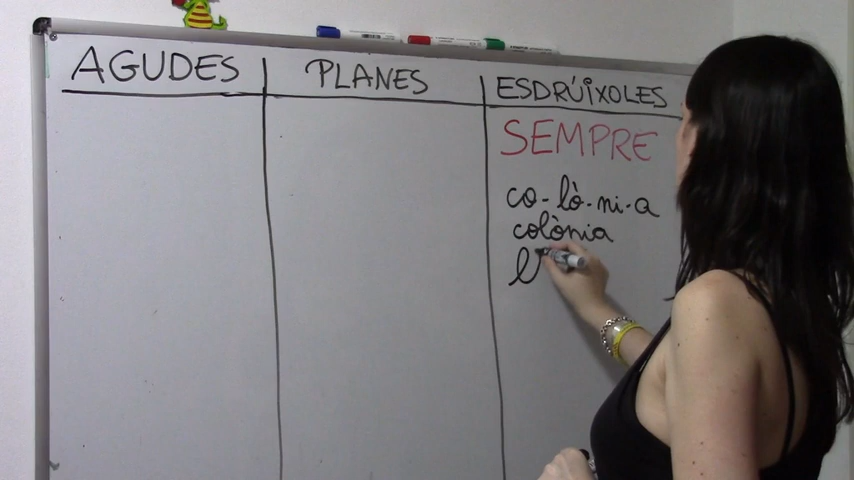 AGUDES PLANES ESDRÚIXOLES
SEMPRE
co-lò-ni-a
colònia
l